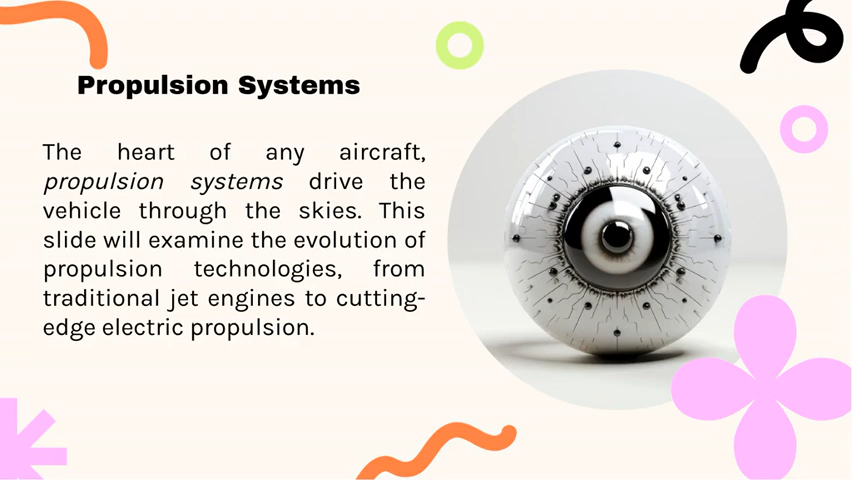 Propulsion Systems
The heart of any aircraft,
propulsion systems drive the
vehicle through the skies. This
slide will examine the evolution of
propulsion technologies, from
traditional jet engines to cutting-
edge electric propulsion.